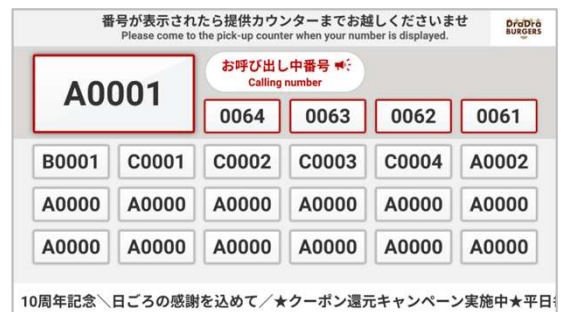 番号が表示されたら提供カウンターまでお越しくださいませ
Please come to the pick-up counter when your number is displayed.
DraDra
BURGERS
A0001
お呼び出し中番号
Calling
number
0064 0063 0062 0061
B0001 C0001 C0002 C0003 C0004 A0002
A0000 A0000 A0000 A0000 A0000 A0000
A0000 A0000 A0000 A0000 A0000 A0000
10周年記念＼日ごろの感謝を込めて／★クーポン還元キャンペーン実施中★平日